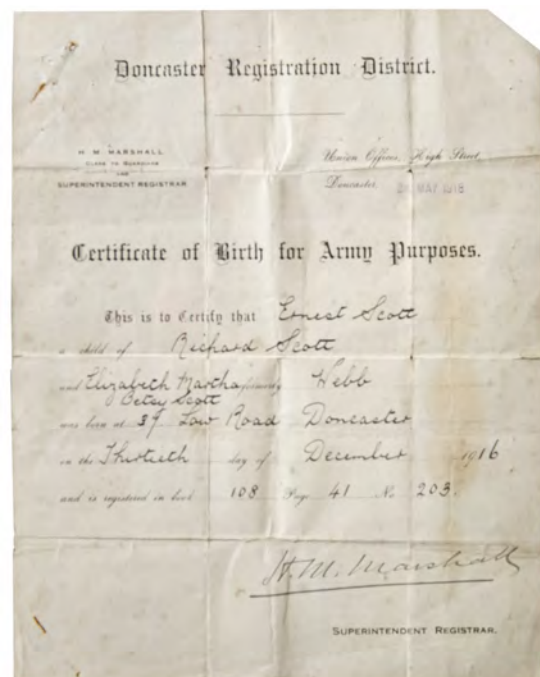 Doncaster Registration District.
H. M. MARSHALL
CLERK TO GUARDIANS
AND
SUPERINTENDENT REGISTRAR
Union Offices, High Street,
Doncaster, MAY 1918
Certificate of Birth for Army Purposes.
This is to Certify that Ernest Scott
a child of Richard Scott
and Elizabeth Martha formerly Webb
Betsy Scott
was born at Low Road Doncaster
on the Thirtieth day of December 1916
and is registered in book 108 Page 41 No 203.
H. M. Marshall
SUPERINTENDENT REGISTRAR.